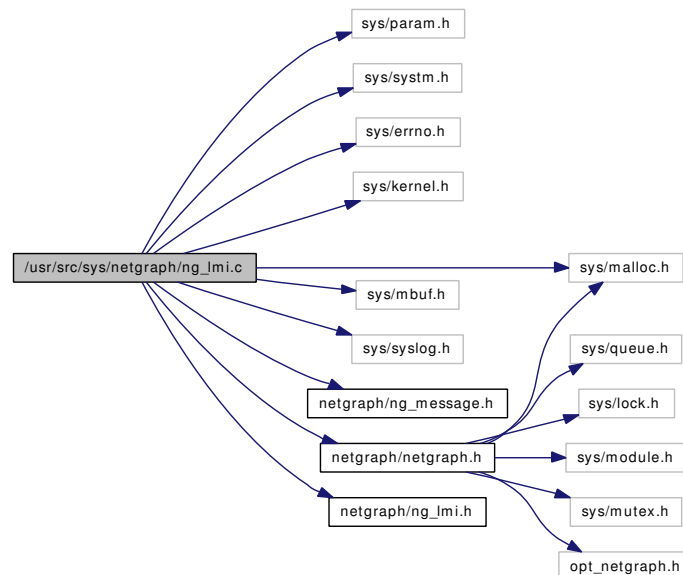 sys/param.h
sys/systm.h
sys/errno.h
sys/kernel.h
/usr/src/sys/netgraph/ng_lmi.c
sys/malloc.h
sys/mbuf.h
sys/syslog.h
sys/queue.h
netgraph/ng_message.h
sys/lock.h
netgraph/netgraph.h
sys/module.h
netgraph/ng_lmi.h
sys/mutex.h
opt_netgraph.h